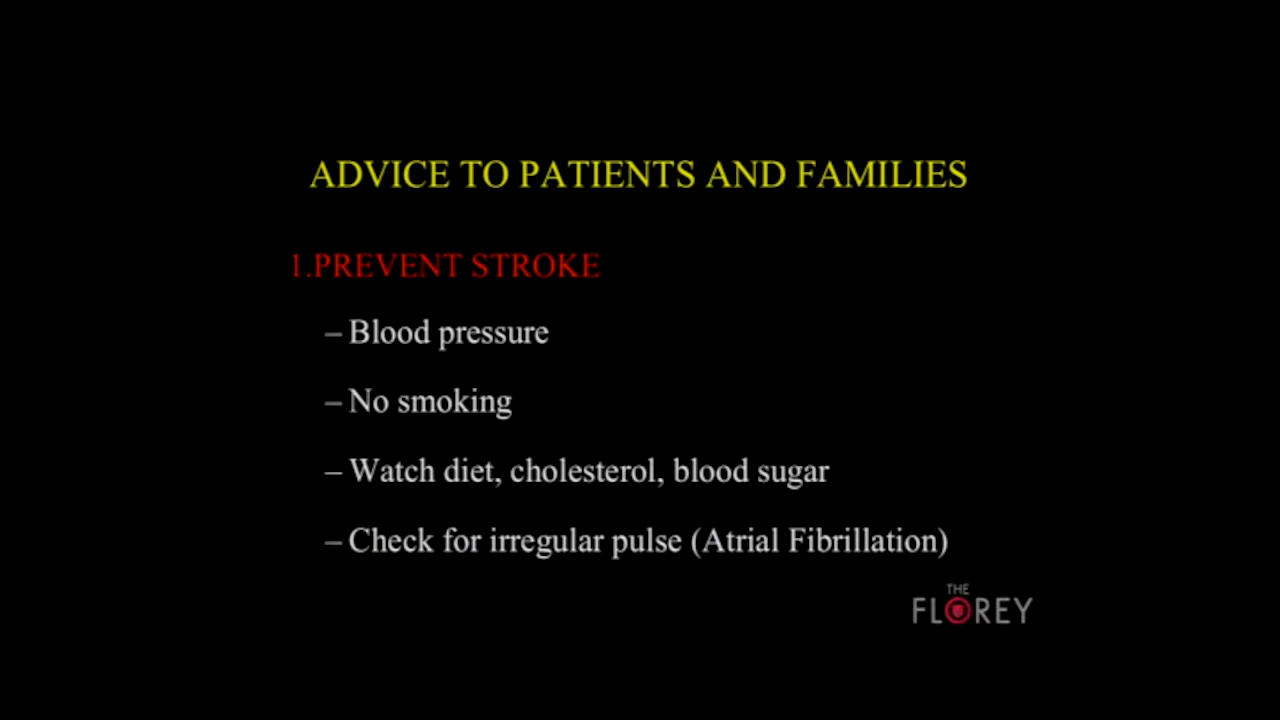 ADVICE TO PATIENTS AND FAMILIES
1.PREVENT STROKE
– Blood pressure
– No smoking
– Watch diet, cholesterol, blood sugar
– Check for irregular pulse (Atrial Fibrillation)
THE
FLOREY